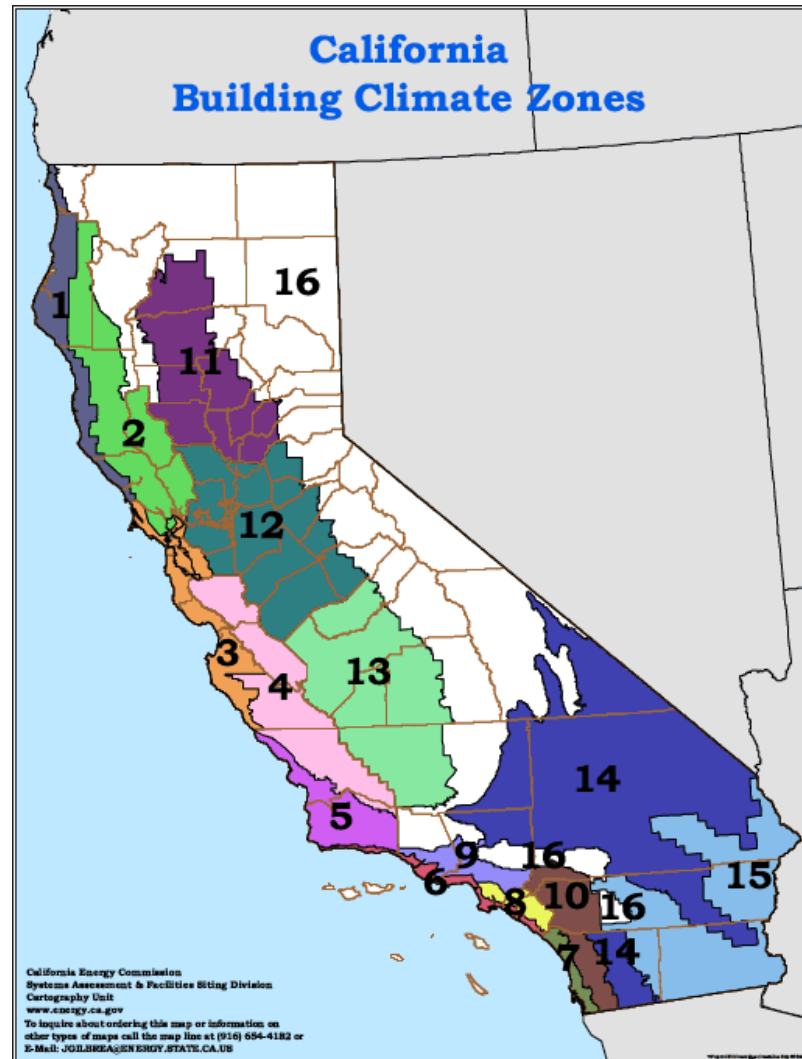 California
Building Climate Zones
16
1
11
2
12
3
4
13
14
5
9
16
15
6
10
8
16
7
14
California Energy Commission
Systems Assessment & Facilities Siting Division
Cartography Unit
www.energy.ca.gov
To inquire about ordering this map or information on
other types of maps call the map line at (916) 654-4182 or
E-Mail: JGILBREA@ENERGY.STATE.CA.US